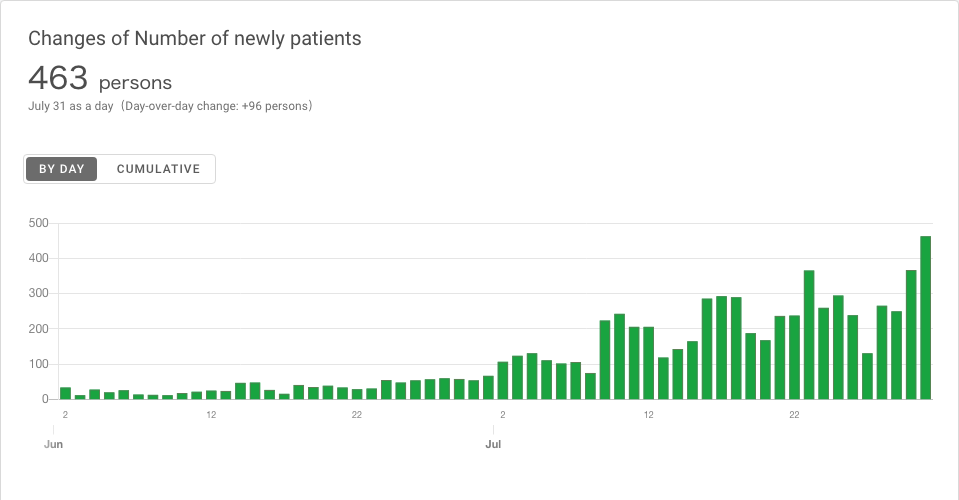 Changes of Number of newly patients
463 persons
July 31 as a day（Day-over-day change: +96 persons）
BY DAY CUMULATIVE
500
400
300
200
100
0
2 12 22 2 12 22
Jun Jul